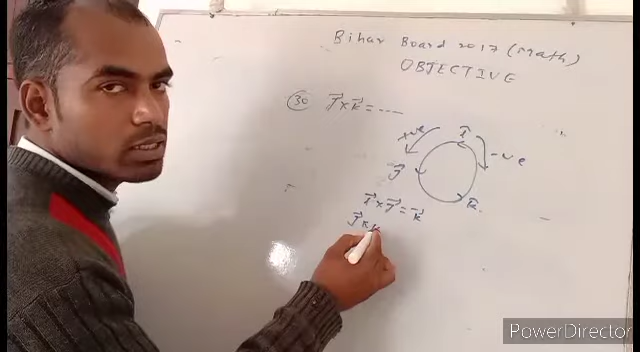 Bihar Board 2017 (Math)
OBJECTIVE
30 J⃗×k⃗ = ----
+ve
i⃗
-ve
J⃗
k⃗
i⃗×J⃗=k⃗
J⃗×k
PowerDirector